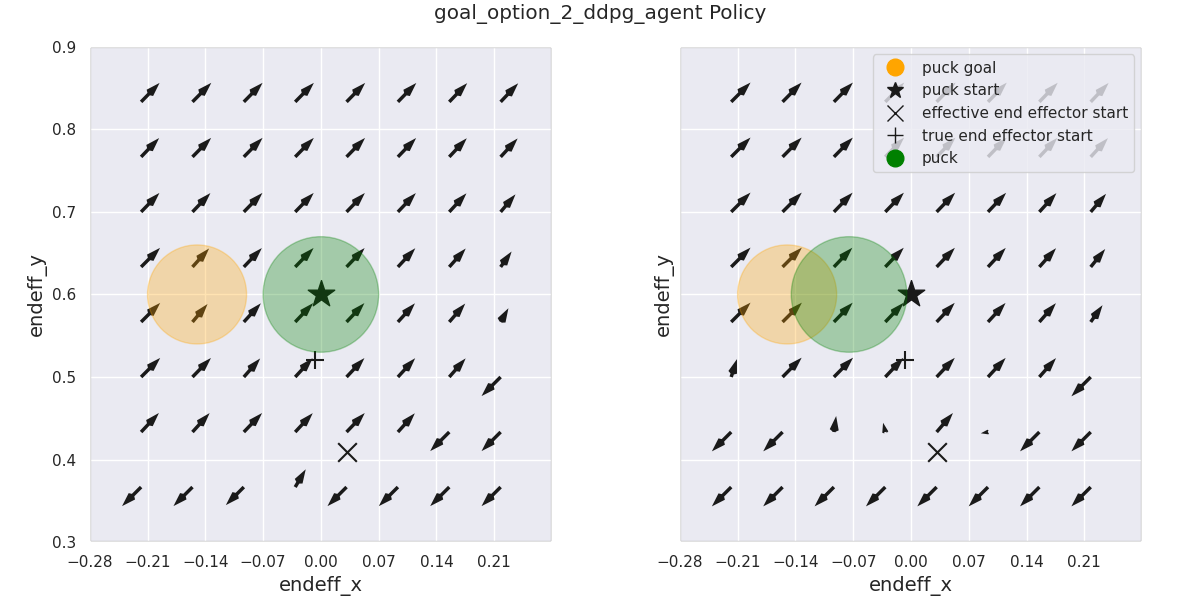 goal_option_2_ddpg_agent Policy
0.9
0.8
0.7
0.6
0.5
0.4
0.3
endeff_y
−0.28 −0.21 −0.14 −0.07 0.00 0.07 0.14 0.21
endeff_x
puck goal
puck start
effective end effector start
true end effector start
puck
endeff_y
−0.28 −0.21 −0.14 −0.07 0.00 0.07 0.14 0.21
endeff_x